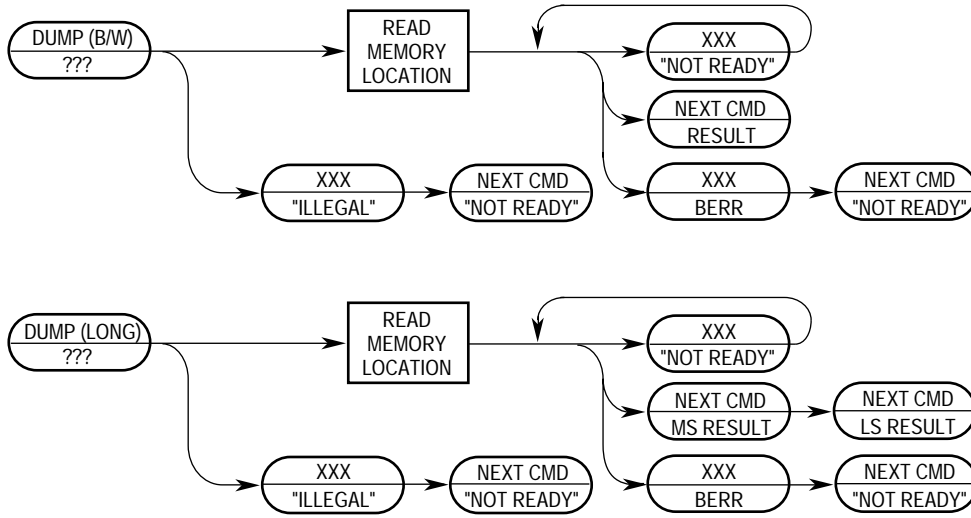 DUMP (B/W)
???
READ
MEMORY
LOCATION
XXX
"NOT READY"
NEXT CMD
RESULT
XXX
"ILLEGAL"
NEXT CMD
"NOT READY"
XXX
BERR
NEXT CMD
"NOT READY"
DUMP (LONG)
???
READ
MEMORY
LOCATION
XXX
"NOT READY"
NEXT CMD
MS RESULT
NEXT CMD
LS RESULT
XXX
"ILLEGAL"
NEXT CMD
"NOT READY"
XXX
BERR
NEXT CMD
"NOT READY"